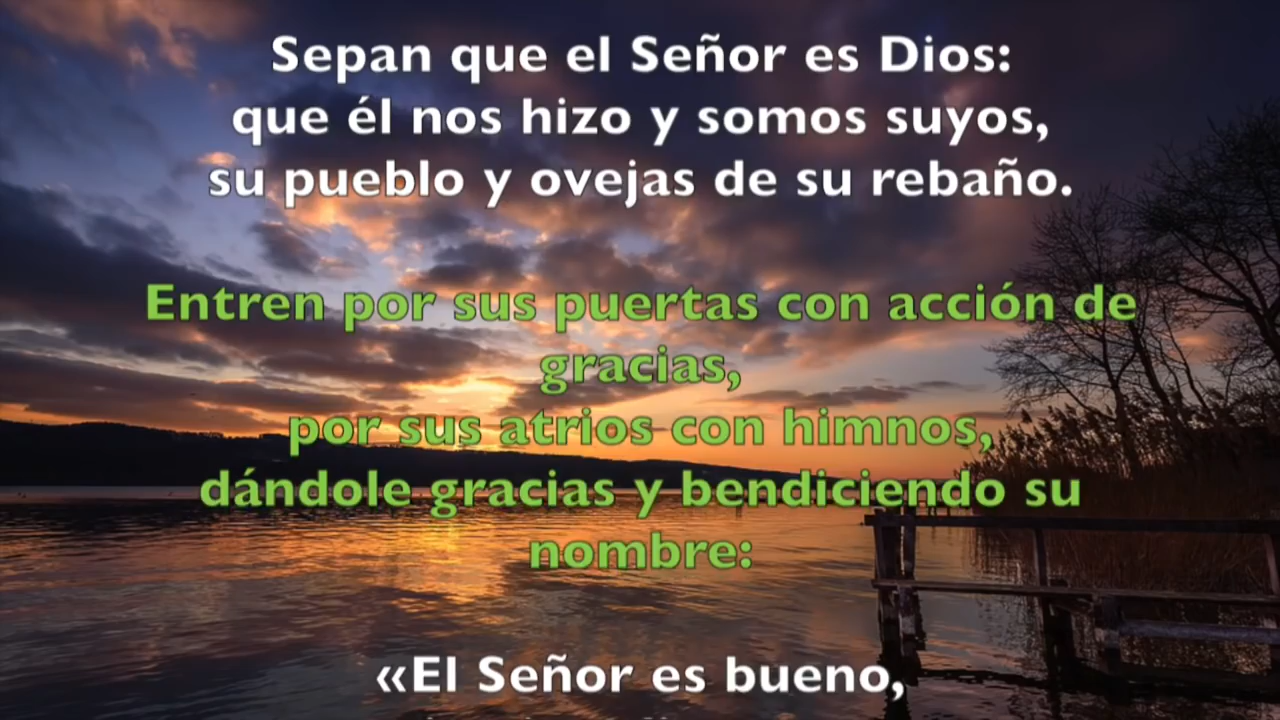 Sepan que el Señor es Dios:
que él nos hizo y somos suyos,
su pueblo y ovejas de su rebaño.
Entren por sus puertas con acción de
gracias,
por sus atrios con himnos,
dándole gracias y bendiciendo su
nombre:
«El Señor es bueno,